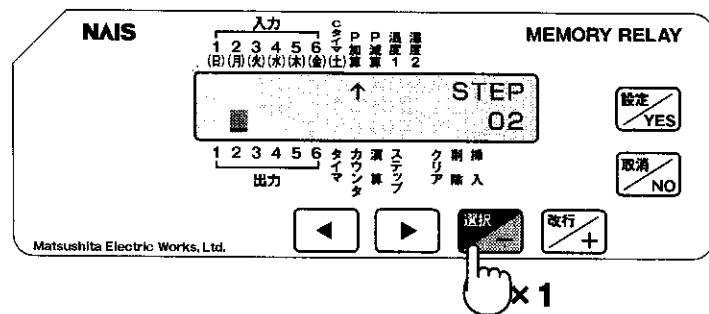 NAIS
MEMORY RELAY
入力
1 2 3 4 5 6
(日)(月)(火)(水)(木)(金)(土)
Cタイマ
P加算
P減算
温度1
湿度2
↑ STEP
02
1 2 3 4 5 6
出力
タイマ
カウンタ
演算
ステップ
クリア
削除
挿入
設定/YES
取消/NO
◀
▶
選択/−
改行/+
Matsushita Electric Works, Ltd.
×1